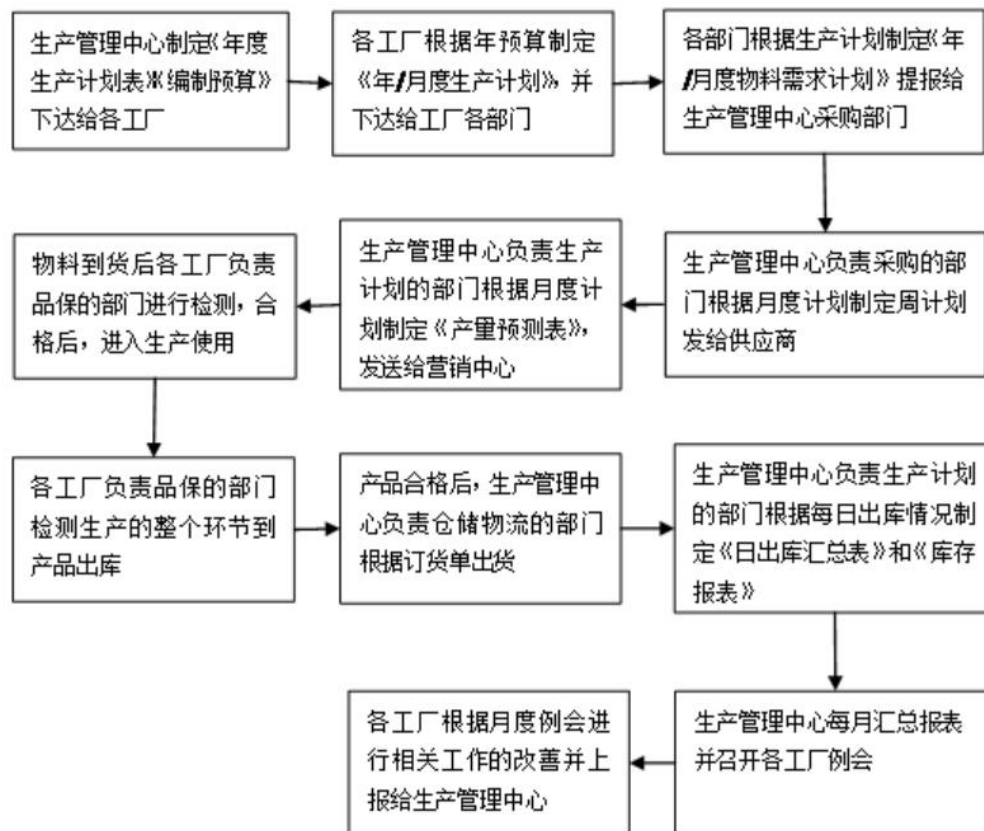 生产管理中心制定《年度
生产计划表》《编制预算》
下达给各工厂
各工厂根据年预算制定
《年/月度生产计划》，并
下达给工厂各部门
各部门根据生产计划制定《年
/月度物料需求计划》提报给
生产管理中心采购部门
生产管理中心负责采购的部
门根据月度计划制定周计划
发给供应商
生产管理中心负责生产
计划的部门根据月度计
划制定《产量预测表》，
发送给营销中心
物料到货后各工厂负责
品保的部门进行检测，合
格后，进入生产使用
各工厂负责品保的部门
检测生产的整个环节到
产品出库
产品合格后，生产管理中
心负责仓储物流的部门
根据订货单出货
生产管理中心负责生产计划
的部门根据每日出库情况制
定《日出库汇总表》和《库存
报表》
生产管理中心每月汇总报表
并召开各工厂例会
各工厂根据月度例会进
行相关工作的改善并上
报给生产管理中心